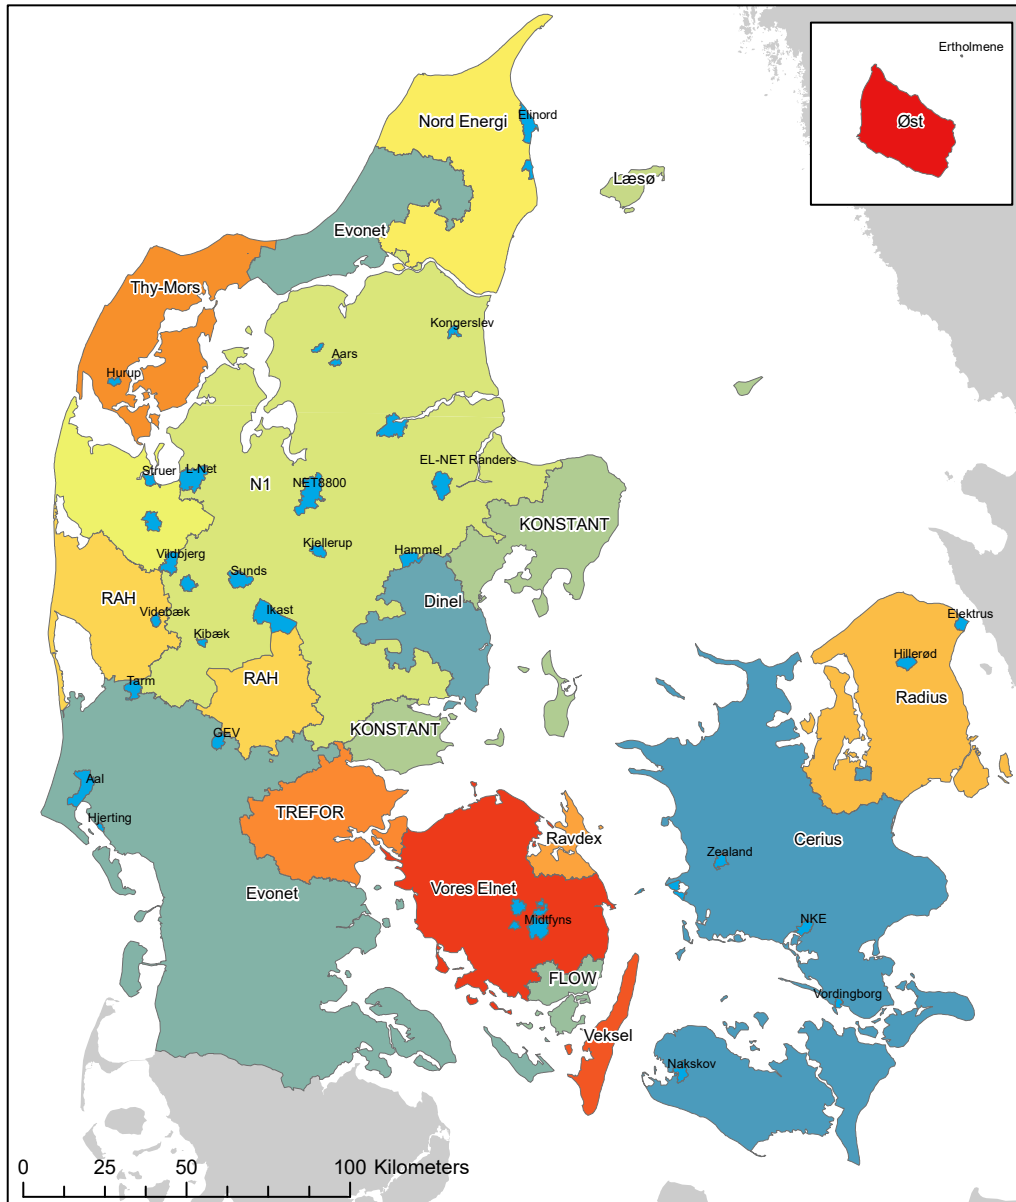 Ertholmene
Øst
Elinord
Nord Energi
Læsø
Evonet
Thy-Mors
Kongerslev
Aars
Hurup
EL-NET Randers
Struer
L-Net
N1
NET8800
KONSTANT
Kjellerup
Hammel
Vildbjerg
Sunds
RAH
Dinel
Ikast
Videbæk
Kibæk
Elektrus
Hillerød
RAH
Tarm
Radius
KONSTANT
GEV
Aal
TREFOR
Hjerting
Ravdex
Cerius
Zealand
Evonet
Vores Elnet
Midtfyns
NKE
FLOW
Vordingborg
Veksel
Nakskov
0 25 50 100 Kilometers